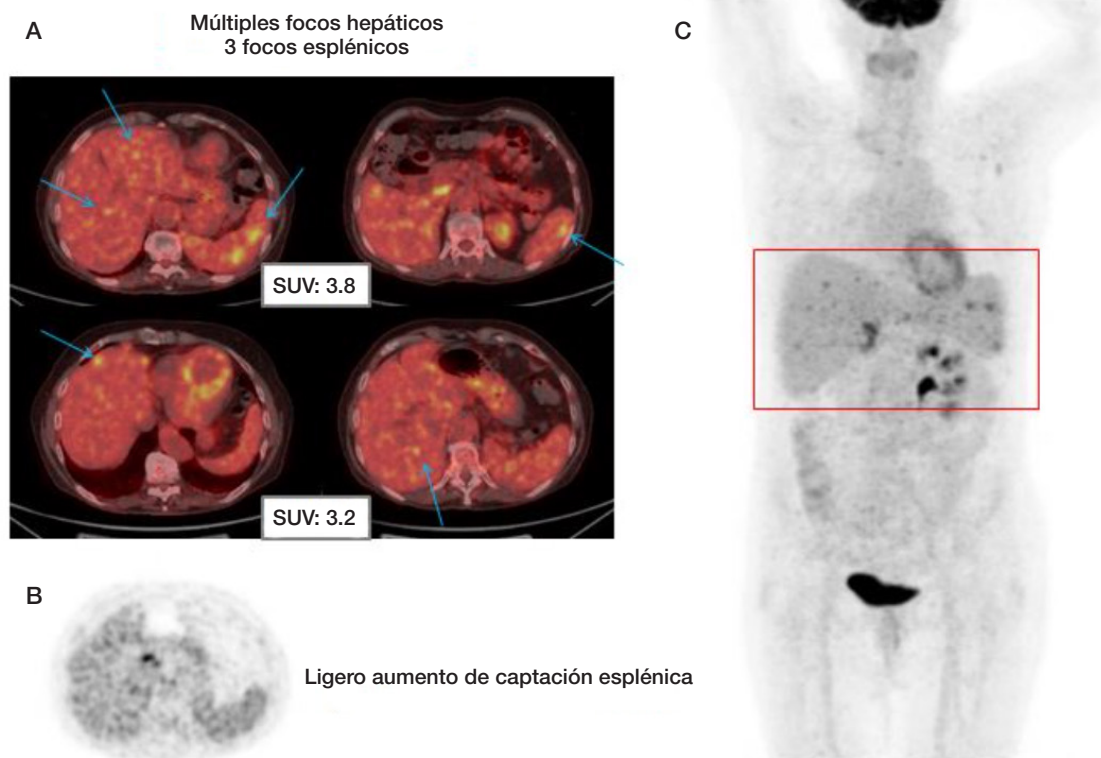 A
Múltiples focos hepáticos
3 focos esplénicos
C
SUV: 3.8
SUV: 3.2
B
Ligero aumento de captación esplénica